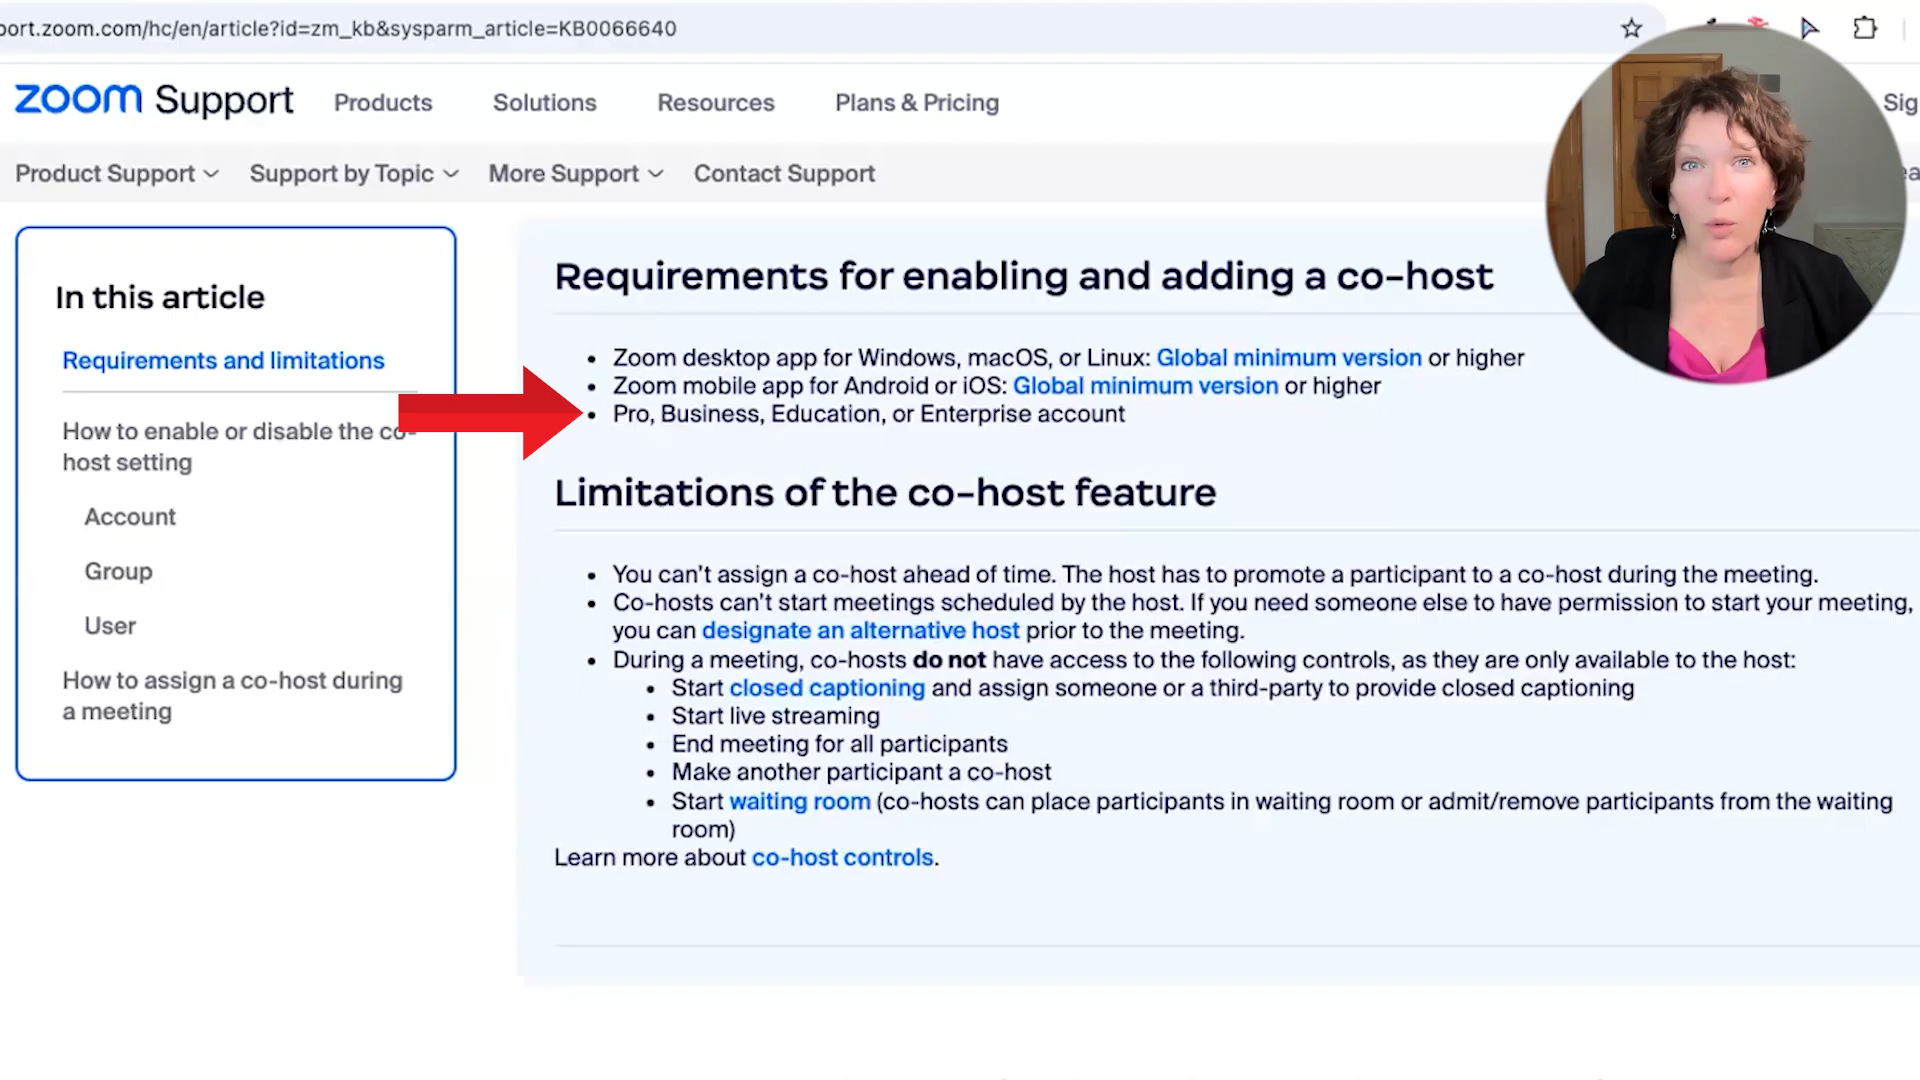 port.zoom.com/hc/en/article?id=zm_kb&sysparm_article=KB0066640
zoom Support
Products
Solutions
Resources
Plans & Pricing
Sig
Product Support
Support by Topic
More Support
Contact Support
In this article
Requirements and limitations
How to enable or disable the co-
host setting
Account
Group
User
How to assign a co-host during
a meeting
Requirements for enabling and adding a co-host
• Zoom desktop app for Windows, macOS, or Linux: Global minimum version or higher
• Zoom mobile app for Android or iOS: Global minimum version or higher
• Pro, Business, Education, or Enterprise account
Limitations of the co-host feature
• You can't assign a co-host ahead of time. The host has to promote a participant to a co-host during the meeting.
• Co-hosts can't start meetings scheduled by the host. If you need someone else to have permission to start your meeting,
you can designate an alternative host prior to the meeting.
• During a meeting, co-hosts do not have access to the following controls, as they are only available to the host:
• Start closed captioning and assign someone or a third-party to provide closed captioning
• Start live streaming
• End meeting for all participants
• Make another participant a co-host
• Start waiting room (co-hosts can place participants in waiting room or admit/remove participants from the waiting
room)
Learn more about co-host controls.